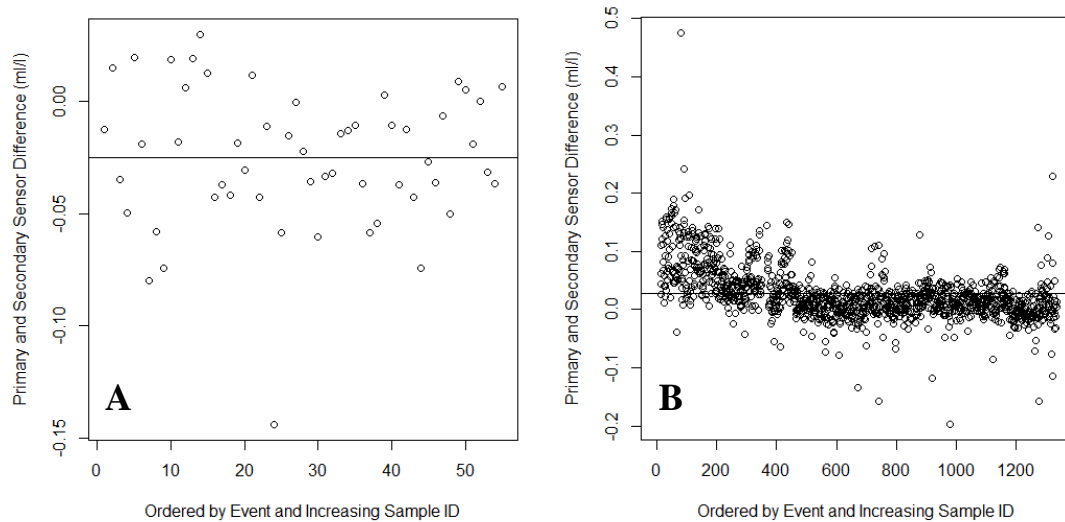 Primary and Secondary Sensor Difference (ml/l)
0.00
-0.05
-0.10
-0.15
A
0 10 20 30 40 50
Ordered by Event and Increasing Sample ID
Primary and Secondary Sensor Difference (ml/l)
0.5
0.4
0.3
0.2
0.1
0.0
-0.1
-0.2
B
0 200 400 600 800 1000 1200
Ordered by Event and Increasing Sample ID